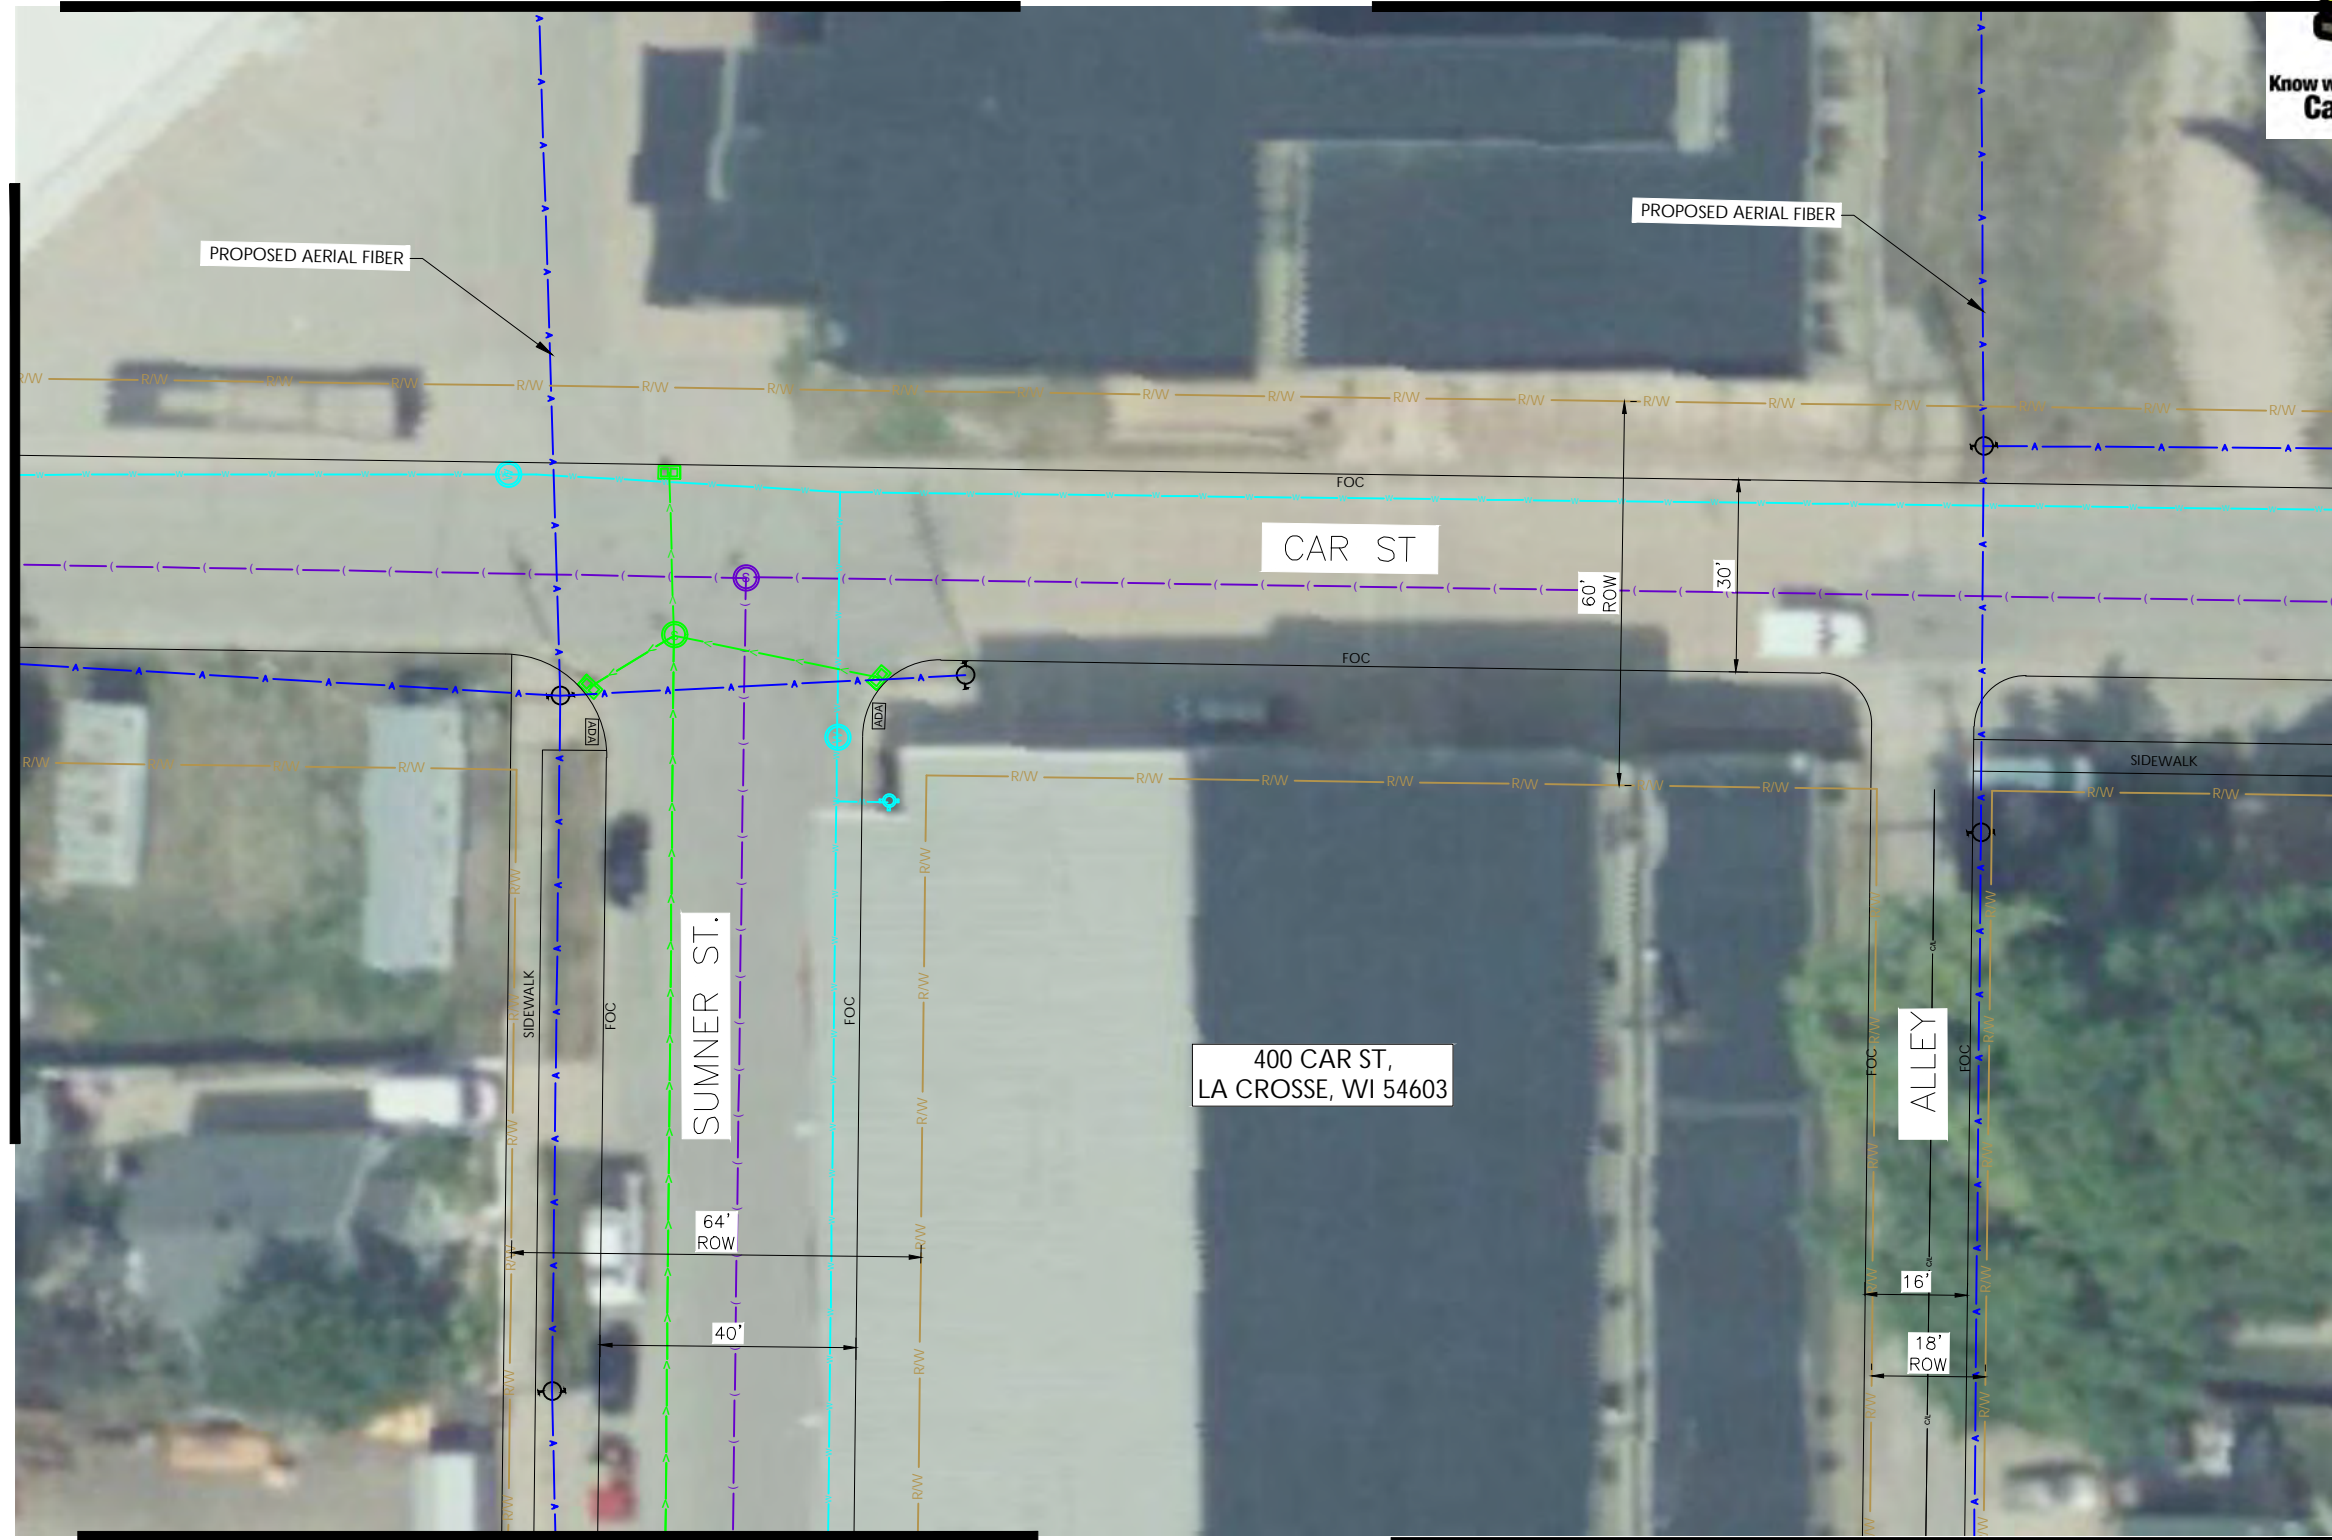 Know w
Ca
PROPOSED AERIAL FIBER
PROPOSED AERIAL FIBER
R/W R/W R/W R/W R/W R/W R/W R/W R/W R/W R/W R/W R/W R/W R/W R/W R/W R/W R/W
FOC
CAR ST
60'
ROW
30'
FOC
ADA
ADA
SIDEWALK
R/W R/W R/W R/W
R/W R/W R/W R/W R/W R/W R/W
R/W R/W
SUMNER ST.
SIDEWALK
FOC
FOC
400 CAR ST,
LA CROSSE, WI 54603
FOC
ALLEY
FOC
C/L
64'
ROW
C/L
16'
40'
18'
ROW
C/L